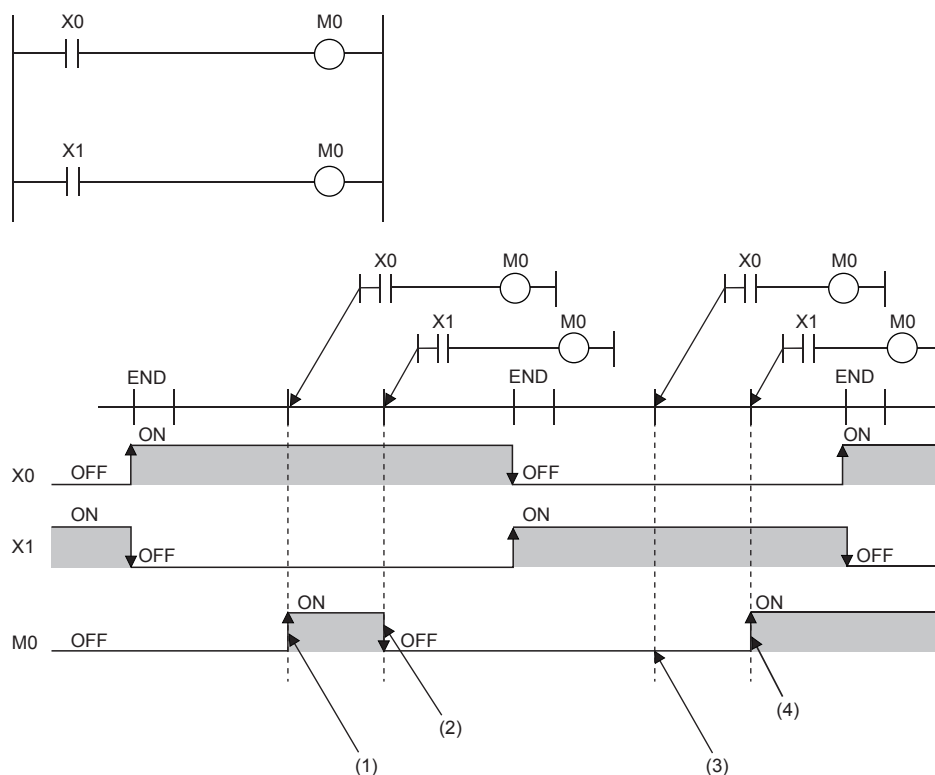 X0 M0
X1 M0
X0 M0 X0 M0
X1 M0 X1 M0
END END END
ON ON
X0 OFF OFF
ON ON
X1 OFF OFF
ON ON
M0 OFF OFF
(2) (4)
(1) (3)